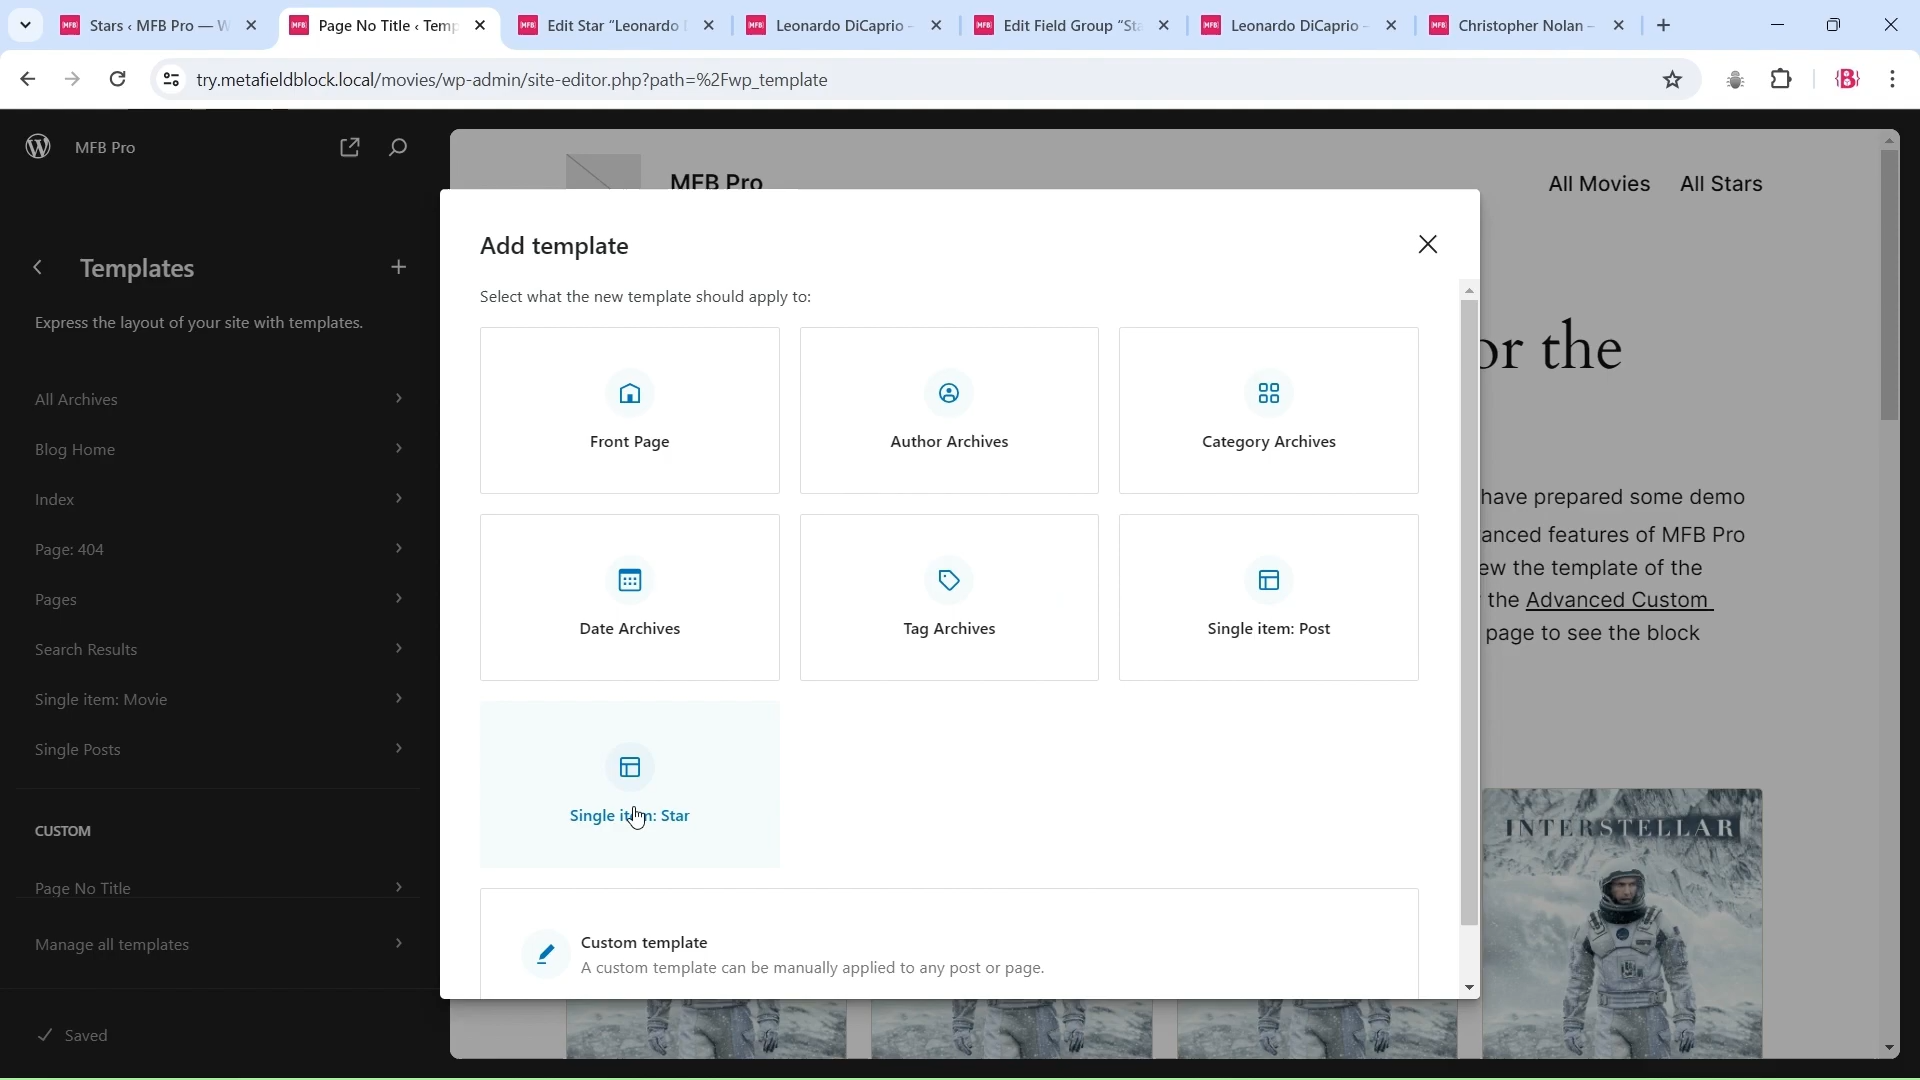 Stars ‹ MFB Pro — W
Page No Title ‹ Temp
Edit Star “Leonardo D
Leonardo DiCaprio –
Edit Field Group “Sta
Leonardo DiCaprio –
Christopher Nolan –
try.metafieldblock.local/movies/wp-admin/site-editor.php?path=%2Fwp_template
MFB Pro
Templates
Express the layout of your site with templates.
All Archives
Blog Home
Index
Page: 404
Pages
Search Results
Single item: Movie
Single Posts
CUSTOM
Page No Title
Manage all templates
Saved
MFB Pro
All Movies
All Stars
or the
have prepared some demo
anced features of MFB Pro
ew the template of the
the Advanced Custom
page to see the block
INTERSTELLAR
Add template
Select what the new template should apply to:
Front Page
Author Archives
Category Archives
Date Archives
Tag Archives
Single item: Post
Single item: Star
Custom template
A custom template can be manually applied to any post or page.